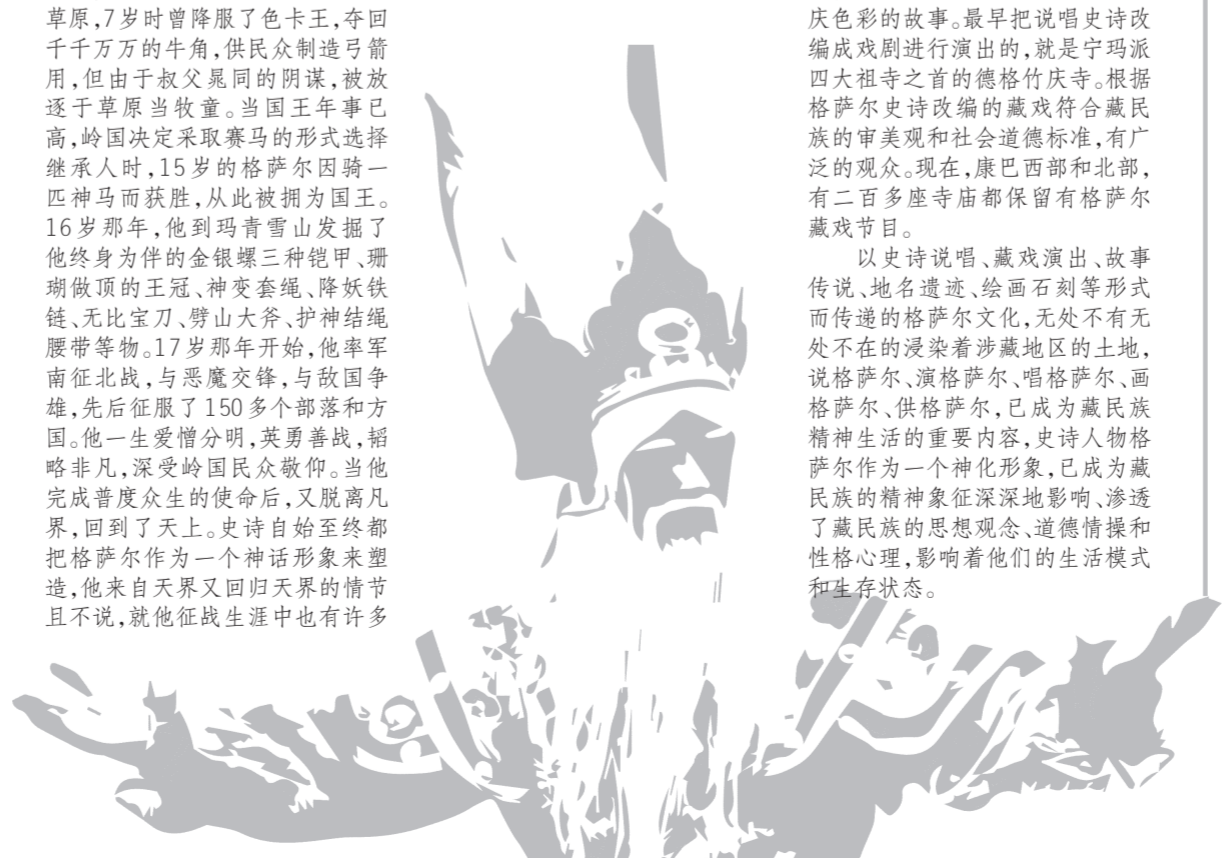 草原,7岁时曾降服了色卡王,夺回
千千万万的牛角,供民众制造弓箭
用,但由于叔父晁同的阴谋,被放
逐于草原当牧童。当国王年事已
高,岭国决定采取赛马的形式选择
继承人时,15岁的格萨尔因骑一
匹神马而获胜,从此被拥为国王。
16岁那年,他到玛青雪山发掘了
他终身为伴的金银螺三种铠甲、珊
瑚做顶的王冠、神变套绳、降妖铁
链、无比宝刀、劈山大斧、护神结绳
腰带等物。17岁那年开始,他率军
南征北战,与恶魔交锋,与敌国争
雄,先后征服了150多个部落和方
国。他一生爱憎分明,英勇善战,韬
略非凡,深受岭国民众敬仰。当他
完成普度众生的使命后,又脱离凡
界,回到了天上。史诗自始至终都
把格萨尔作为一个神话形象来塑
造,他来自天界又回归天界的情节
且不说,就他征战生涯中也有许多
庆色彩的故事。最早把说唱史诗改
编成戏剧进行演出的,就是宁玛派
四大祖寺之首的德格竹庆寺。根据
格萨尔史诗改编的藏戏符合藏民
族的审美观和社会道德标准,有广
泛的观众。现在,康巴西部和北部,
有二百多座寺庙都保留有格萨尔
藏戏节目。
以史诗说唱、藏戏演出、故事
传说、地名遗迹、绘画石刻等形式
而传递的格萨尔文化,无处不有无
处不在的浸染着涉藏地区的土地,
说格萨尔、演格萨尔、唱格萨尔、画
格萨尔、供格萨尔,已成为藏民族
精神生活的重要内容,史诗人物格
萨尔作为一个神化形象,已成为藏
民族的精神象征深深地影响、渗透
了藏民族的思想观念、道德情操和
性格心理,影响着他们的生活模式
和生存状态。